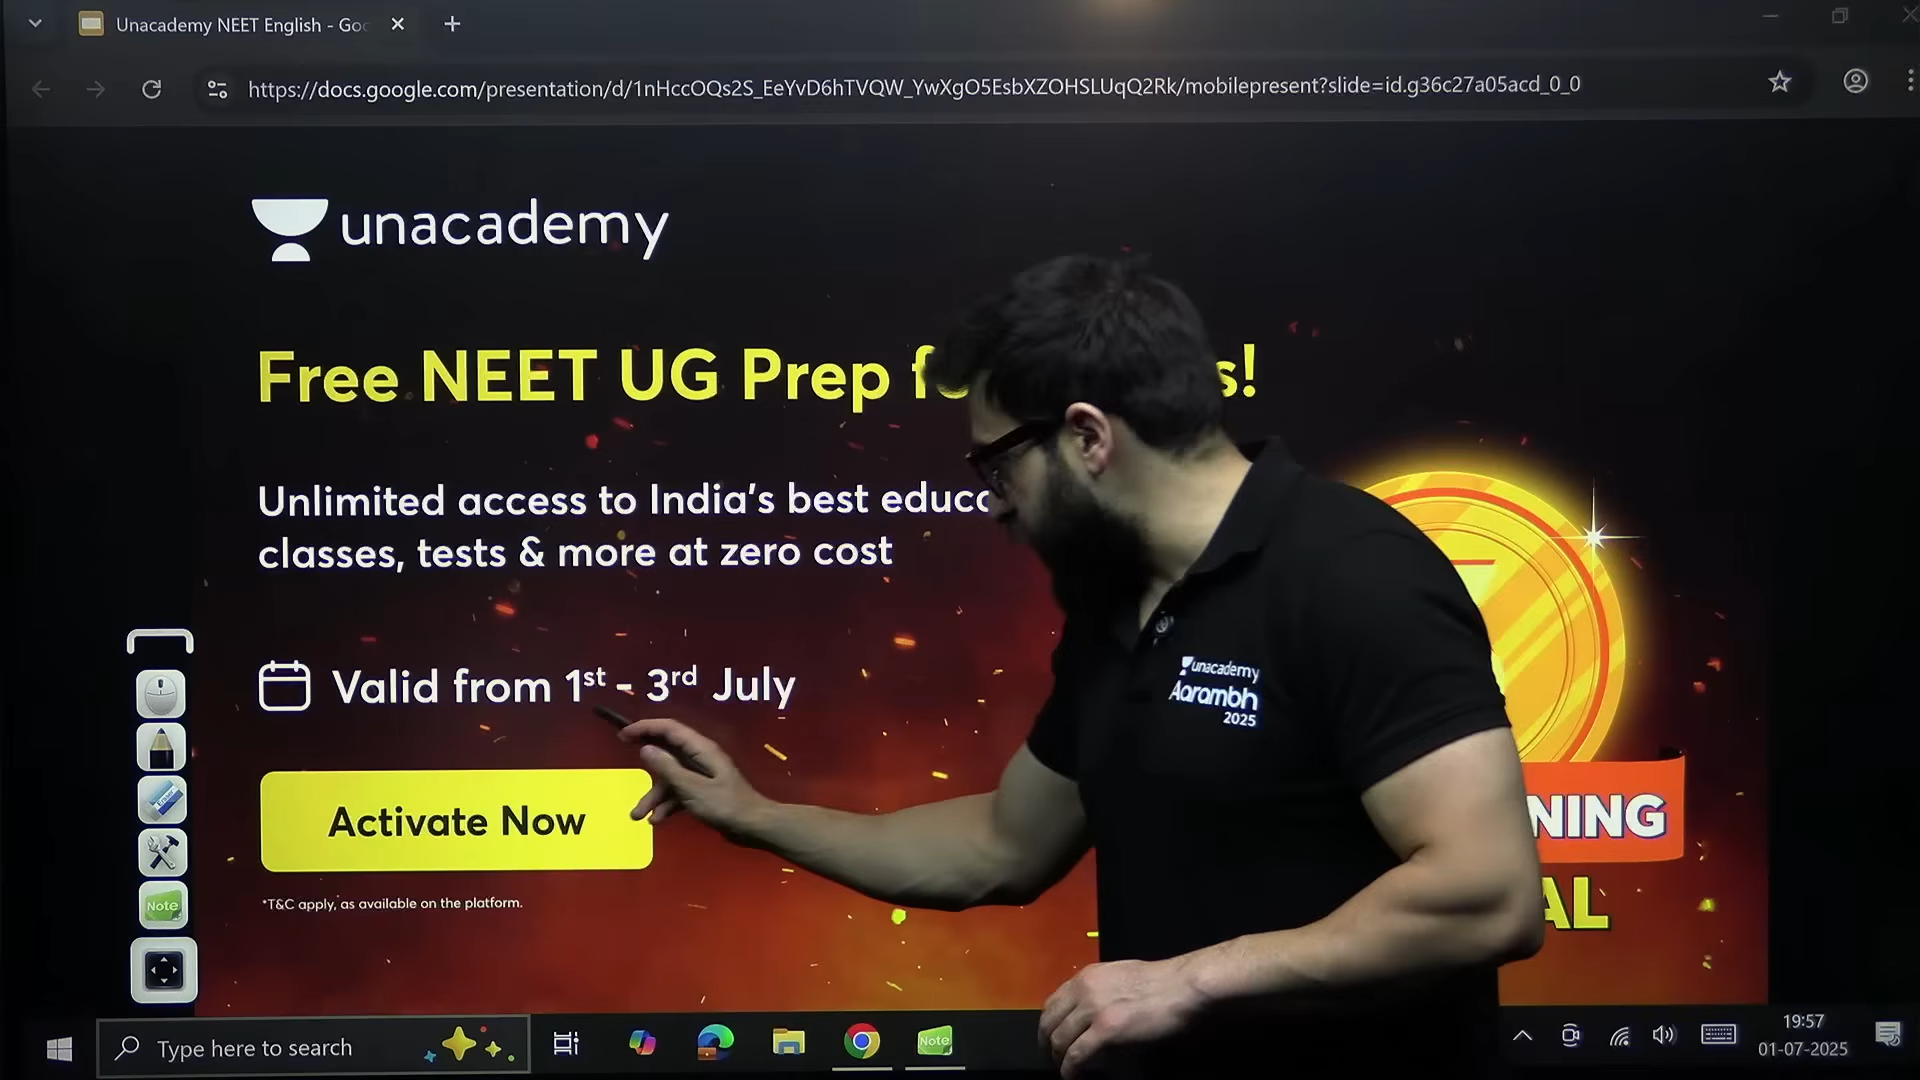 Unacademy NEET English - Goo
https://docs.google.com/presentation/d/1nHccOQs2S_EeYvD6hTVQW_YwXgO5EsbXZOHSLUqQ2Rk/mobilepresent?slide=id.g36c27a05acd_0_0
unacademy
Free NEET UG Prep
Unlimited access to India's best educ
classes, tests & more at zero cost
Valid from 1st - 3rd July
Activate Now
*T&C apply, as available on the platform.
unacademy
Aarambh
2025
NING
AL
Eraser
Note
Type here to search
Note
19:57
01-07-2025